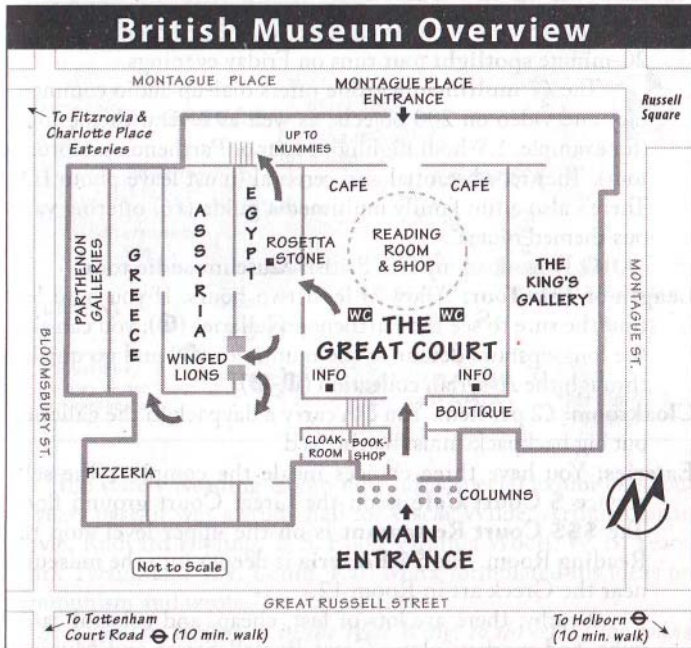 British Museum Overview
MONTAGUE PLACE
MONTAGUE PLACE
ENTRANCE
Russell
Square
To Fitzrovia &
Charlotte Place
Eateries
UP TO
MUMMIES
CAFÉ
CAFÉ
PARTHENON
GALLERIES
GREECE
ASSYRIA
EGYPT
ROSETTA
STONE
READING
ROOM
& SHOP
THE
KING'S
GALLERY
MONTAGUE ST.
BLOOMSBURY ST.
WC
WC
THE
GREAT COURT
WINGED
LIONS
INFO
INFO
BOUTIQUE
CLOAK-
ROOM
BOOK-
SHOP
PIZZERIA
COLUMNS
MAIN
ENTRANCE
Not to Scale
GREAT RUSSELL STREET
To Tottenham
Court Road (10 min. walk)
To Holborn
(10 min. walk)